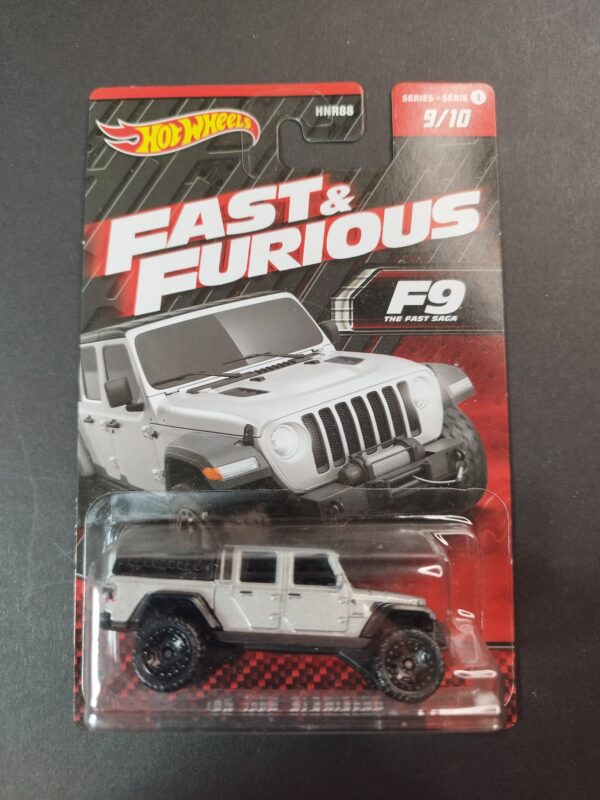 HOT WHEELS
HNR88
SERIES • SÉRIE 1
9/10
FAST &
FURIOUS
F9
THE FAST SAGA